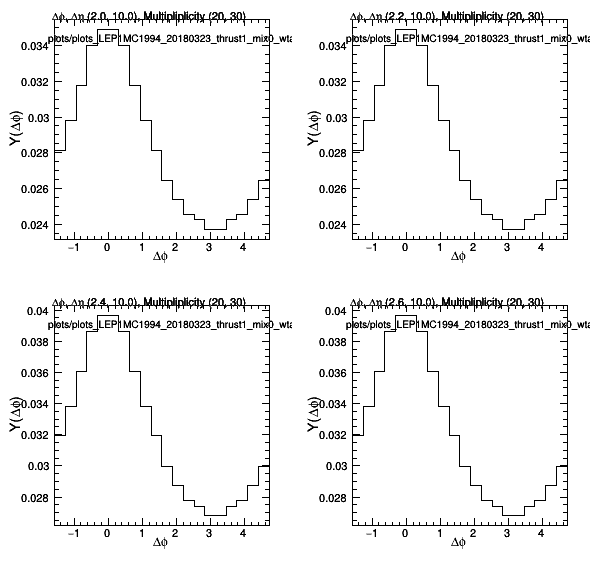 Δφ, Δη (2.0, 10.0), Multipliplicity (20, 30)
plots/plots_LEP1MC1994_20180323_thrust1_mix0_wta
Y(Δφ)
0.034
0.032
0.03
0.028
0.026
0.024
−1 0 1 2 3 4
Δφ
Δφ, Δη (2.2, 10.0), Multipliplicity (20, 30)
plots/plots_LEP1MC1994_20180323_thrust1_mix0_wta
Y(Δφ)
0.034
0.032
0.03
0.028
0.026
0.024
−1 0 1 2 3 4
Δφ
Δφ, Δη (2.4, 10.0), Multipliplicity (20, 30)
plots/plots_LEP1MC1994_20180323_thrust1_mix0_wta
Y(Δφ)
0.04
0.038
0.036
0.034
0.032
0.03
0.028
−1 0 1 2 3 4
Δφ
Δφ, Δη (2.6, 10.0), Multipliplicity (20, 30)
plots/plots_LEP1MC1994_20180323_thrust1_mix0_wta
Y(Δφ)
0.04
0.038
0.036
0.034
0.032
0.03
0.028
−1 0 1 2 3 4
Δφ